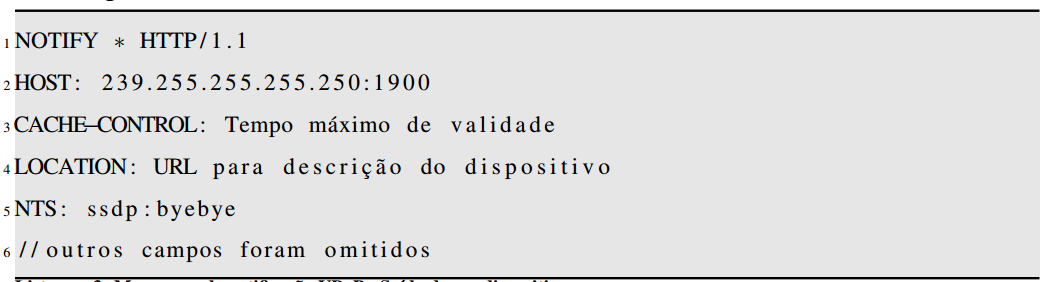 1 NOTIFY * HTTP/1.1
2 HOST: 239.255.255.255.250:1900
3 CACHE-CONTROL: Tempo máximo de validade
4 LOCATION: URL para descrição do dispositivo
5 NTS: ssdp:byebye
6 //outros campos foram omitidos